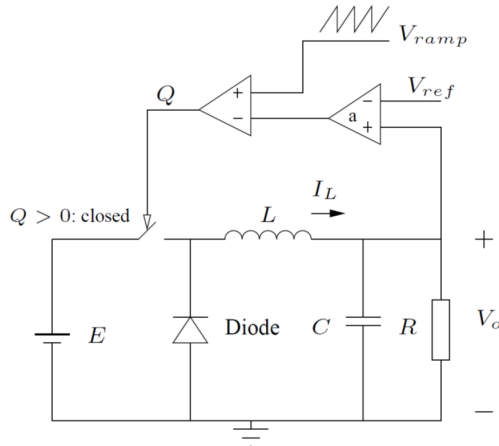 V_ramp
Q
+
−
−
a
+
V_ref
Q > 0: closed
L
I_L
+
E
Diode
C
R
V_o
−